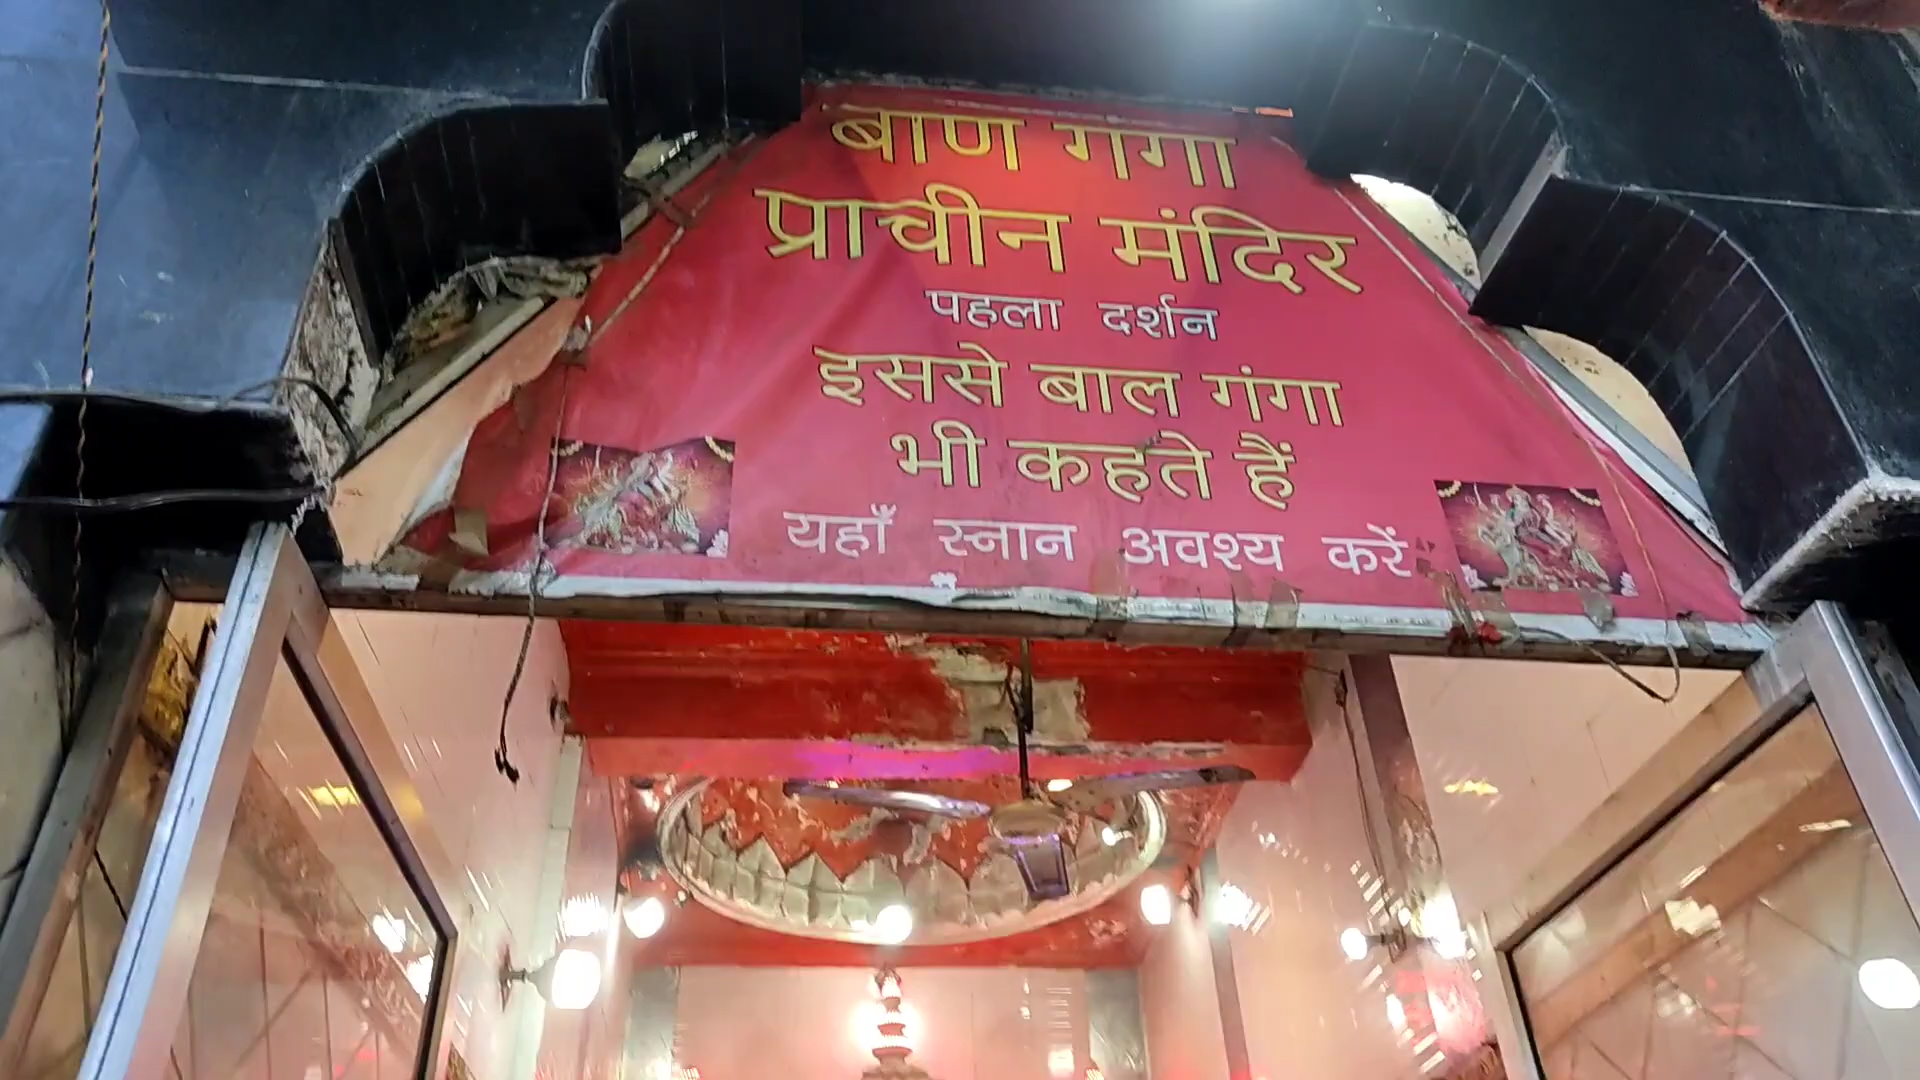 बाण गंगा
प्राचीन मंदिर
पहला दर्शन
इससे बाल गंगा
भी कहते हैं
यहाँ स्नान अवश्य करें